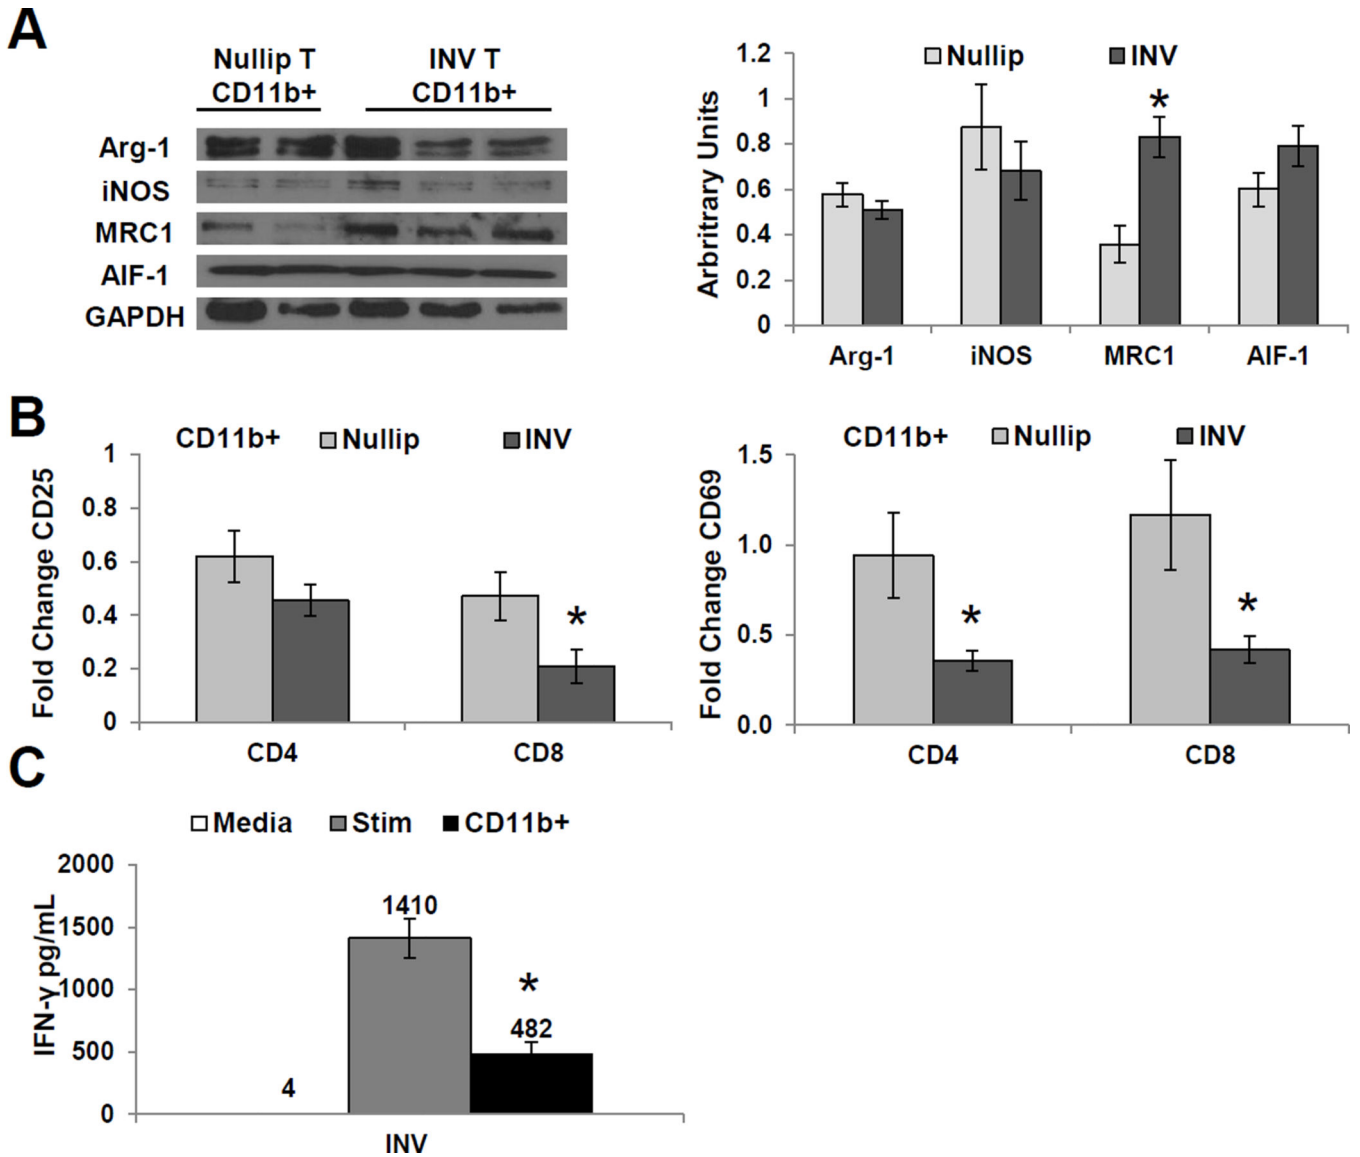 A
Nullip T
CD11b+
INV T
CD11b+
Arg-1
iNOS
MRC1
AIF-1
GAPDH
Nullip
INV
Arbritrary Units
1.2
1
0.8
0.6
0.4
0.2
0
*
Arg-1
iNOS
MRC1
AIF-1
B
CD11b+
Nullip
INV
Fold Change CD25
1
0.8
0.6
0.4
0.2
0
*
CD4
CD8
CD11b+
Nullip
INV
Fold Change CD69
1.5
1.0
0.5
0.0
*
*
CD4
CD8
C
Media
Stim
CD11b+
IFN-γ pg/mL
2000
1500
1000
500
0
4
1410
*
482
INV